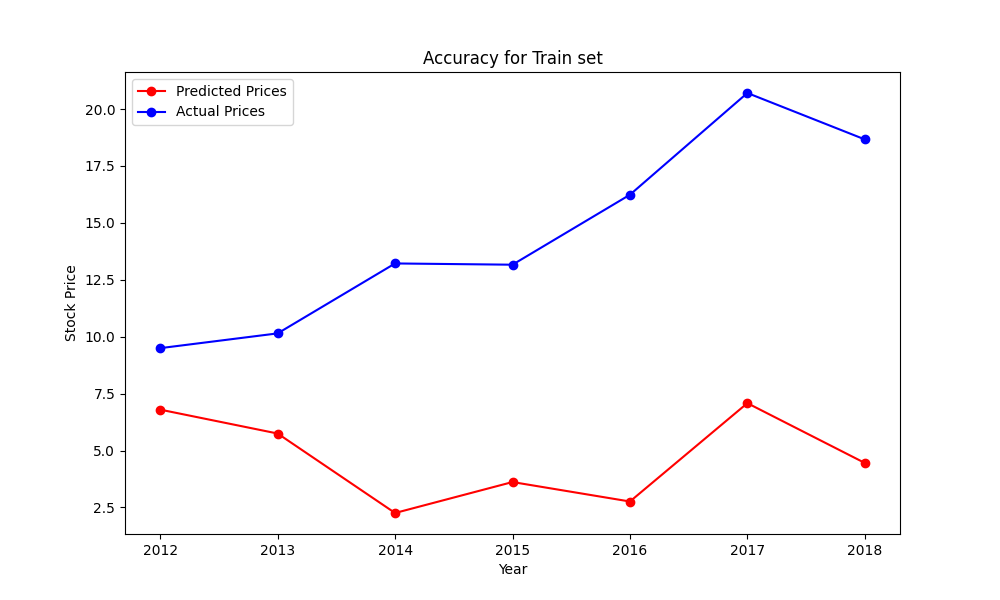 Accuracy for Train set
Predicted Prices
Actual Prices
20.0
17.5
15.0
12.5
10.0
7.5
5.0
2.5
Stock Price
2012 2013 2014 2015 2016 2017 2018
Year